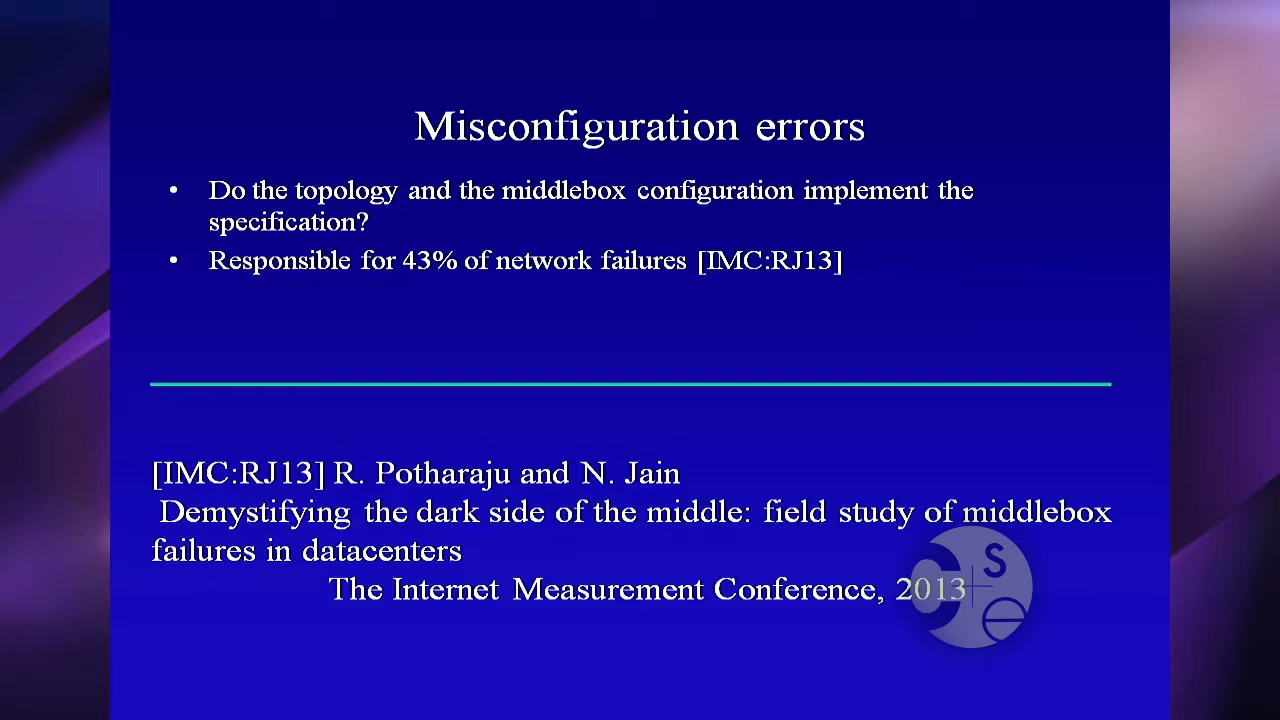 Misconfiguration errors
• Do the topology and the middlebox configuration implement the
specification?
• Responsible for 43% of network failures [IMC:RJ13]
[IMC:RJ13] R. Potharaju and N. Jain
Demystifying the dark side of the middle: field study of middlebox
failures in datacenters
The Internet Measurement Conference, 2013
C S e